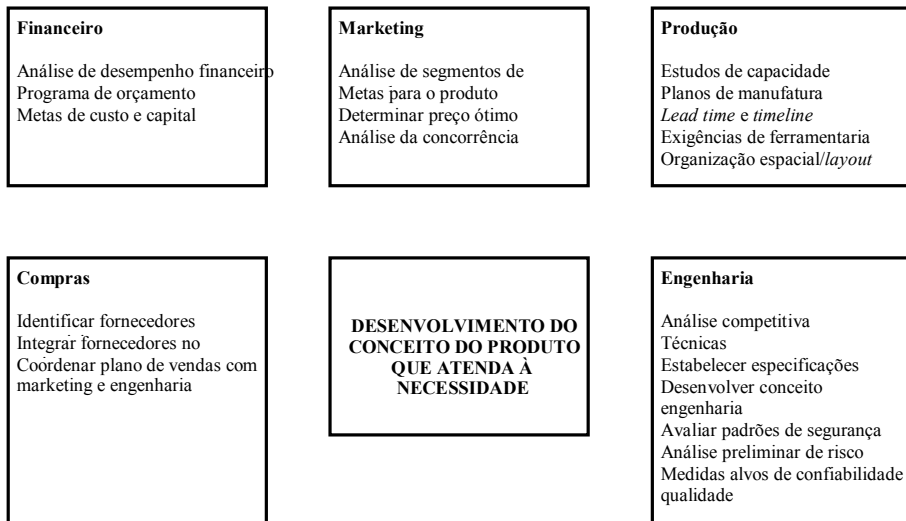 Financeiro
Análise de desempenho financeiro
Programa de orçamento
Metas de custo e capital
Marketing
Análise de segmentos de
Metas para o produto
Determinar preço ótimo
Análise da concorrência
Produção
Estudos de capacidade
Planos de manufatura
Lead time e timeline
Exigências de ferramentaria
Organização espacial/layout
Compras
Identificar fornecedores
Integrar fornecedores no
Coordenar plano de vendas com
marketing e engenharia
DESENVOLVIMENTO DO
CONCEITO DO PRODUTO
QUE ATENDA À
NECESSIDADE
Engenharia
Análise competitiva
Técnicas
Estabelecer especificações
Desenvolver conceito
engenharia
Avaliar padrões de segurança
Análise preliminar de risco
Medidas alvos de confiabilidade
qualidade